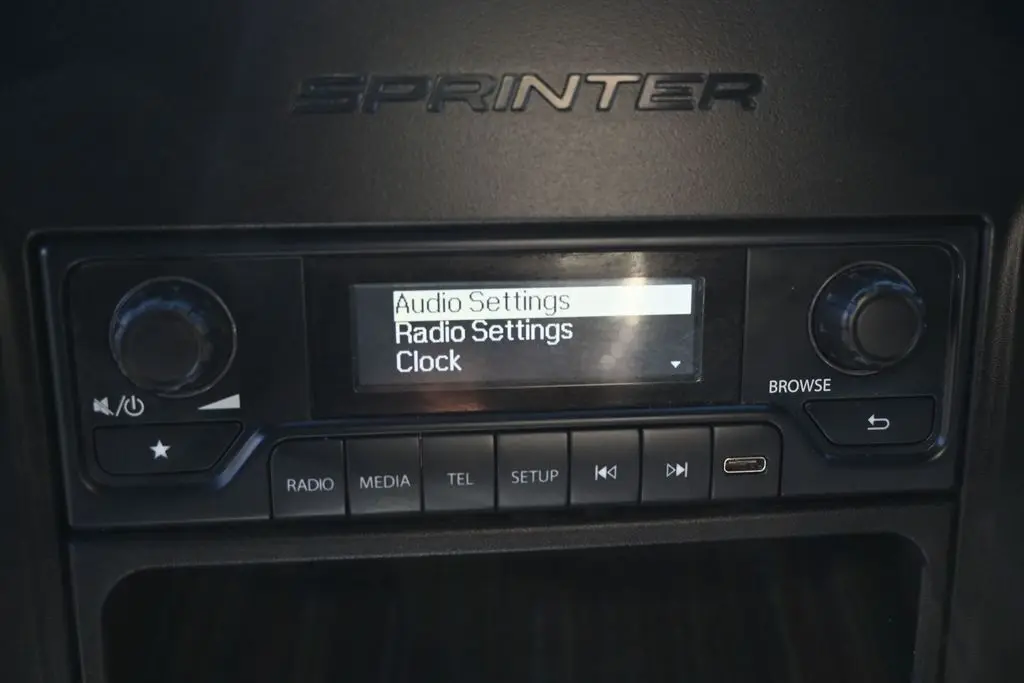 SPRINTER
Audio Settings
Radio Settings
Clock
BROWSE
RADIO
MEDIA
TEL
SETUP